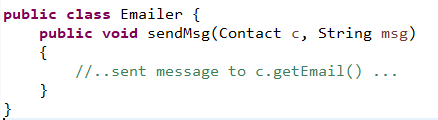 public class Emailer {
    public void sendMsg(Contact c, String msg)
    {
        //..sent message to c.getEmail() ...
    }
}